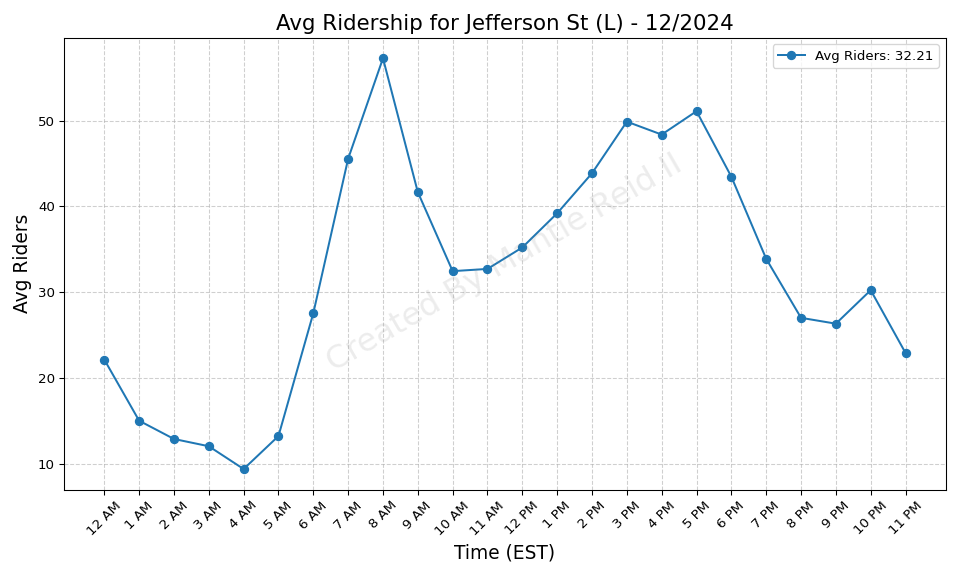 Avg Ridership for Jefferson St (L) - 12/2024
Avg Riders: 32.21
Avg Riders
50
40
30
20
10
Created By Mantle Reid II
12 AM
1 AM
2 AM
3 AM
4 AM
5 AM
6 AM
7 AM
8 AM
9 AM
10 AM
11 AM
12 PM
1 PM
2 PM
3 PM
4 PM
5 PM
6 PM
7 PM
8 PM
9 PM
10 PM
11 PM
Time (EST)